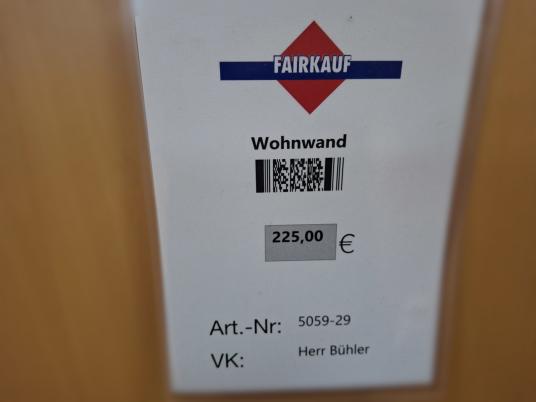 FAIRKAUF
Wohnwand
225,00 €
Art.-Nr: 5059-29
VK: Herr Bühler